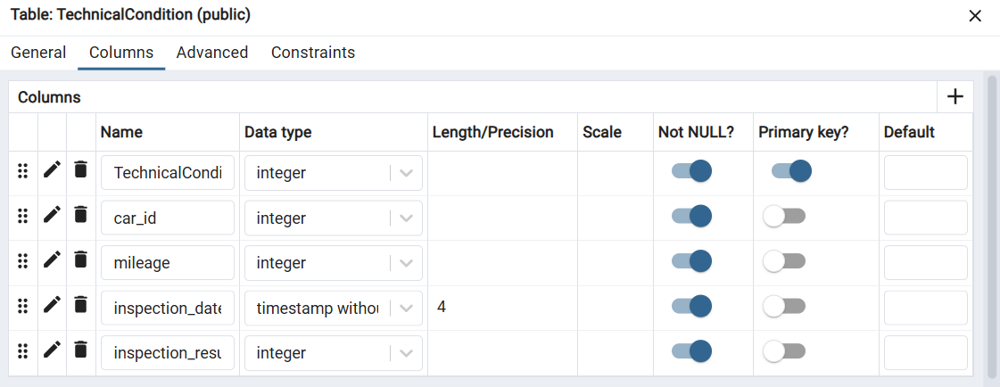 Table: TechnicalCondition (public)
General Columns Advanced Constraints
Columns
Name Data type Length/Precision Scale Not NULL? Primary key? Default
TechnicalCondi integer
car_id integer
mileage integer
inspection_date timestamp withou 4
inspection_resu integer